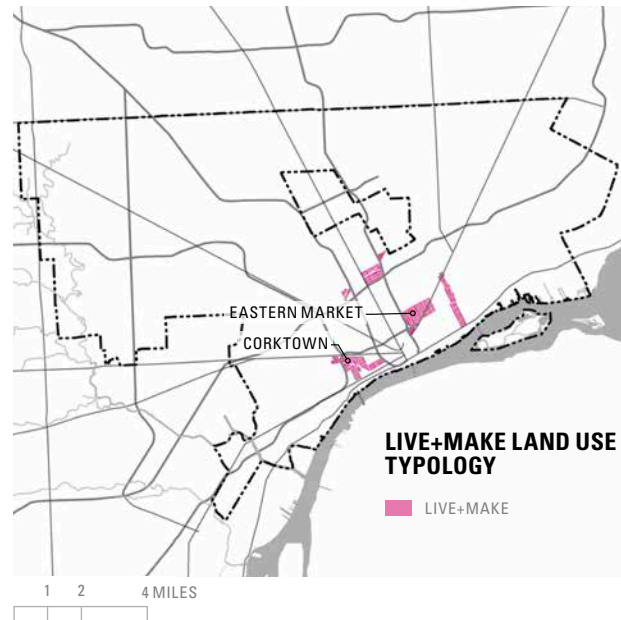 EASTERN MARKET
CORKTOWN
LIVE+MAKE LAND USE
TYPOLOGY
LIVE+MAKE
1 2 4 MILES